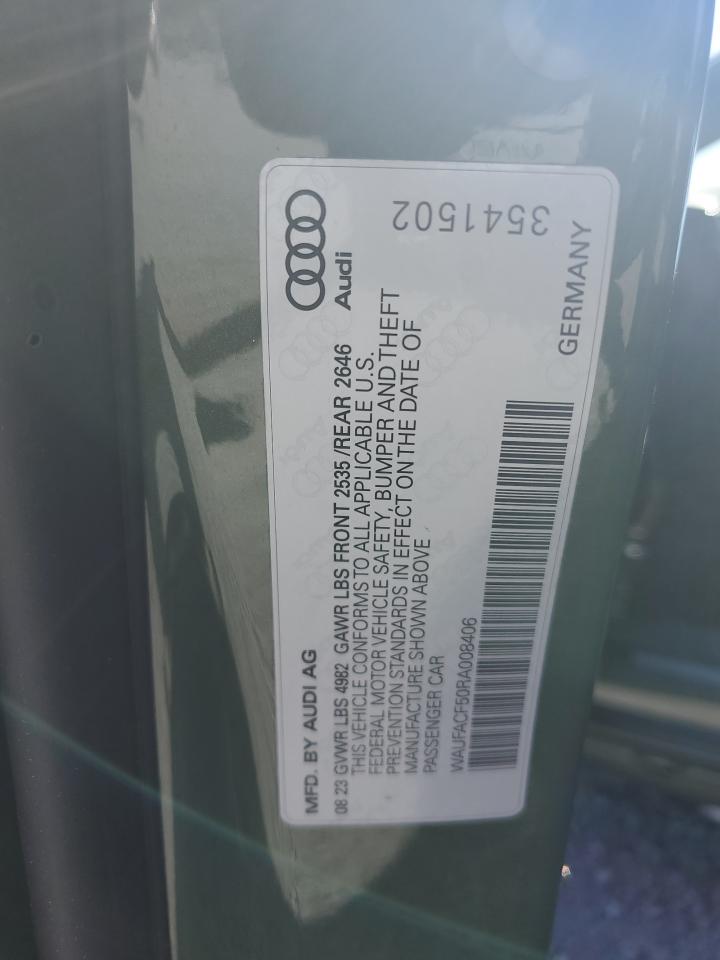 Audi
3541502
MFD. BY AUDI AG
08 23 GVWR LBS 4982 GAWR LBS FRONT 2535 /REAR 2646
THIS VEHICLE CONFORMS TO ALL APPLICABLE U.S.
FEDERAL MOTOR VEHICLE SAFETY, BUMPER AND THEFT
PREVENTION STANDARDS IN EFFECT ON THE DATE OF
MANUFACTURE SHOWN ABOVE
PASSENGER CAR
WAUFACF50RA008406
GERMANY